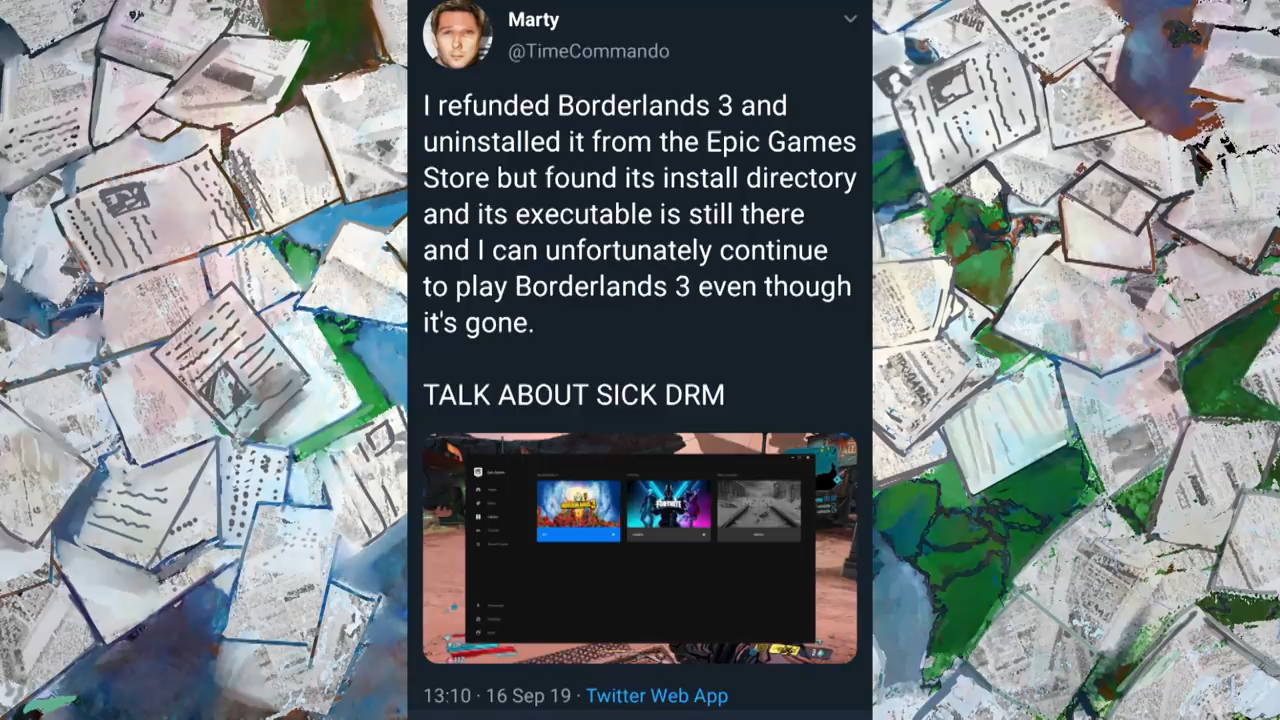 Marty
@TimeCommando
I refunded Borderlands 3 and
uninstalled it from the Epic Games
Store but found its install directory
and its executable is still there
and I can unfortunately continue
to play Borderlands 3 even though
it's gone.
TALK ABOUT SICK DRM
FORTNITE
13:10 · 16 Sep 19 · Twitter Web App